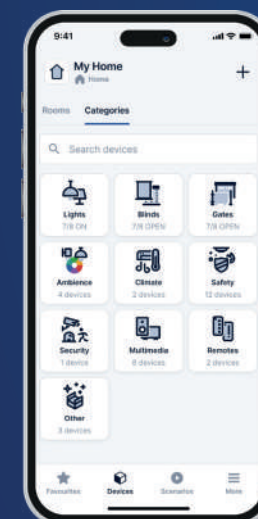 9:41
My Home
Home
Rooms Categories
Search devices
Lights Blinds Gates
7/8 ON 7/8 OPEN 7/8 OPEN
Ambience Climate Safety
4 devices 2 devices 12 devices
Security Multimedia Remotes
1 device 6 devices 2 devices
Other
3 devices
Favourites Devices Scenarios More